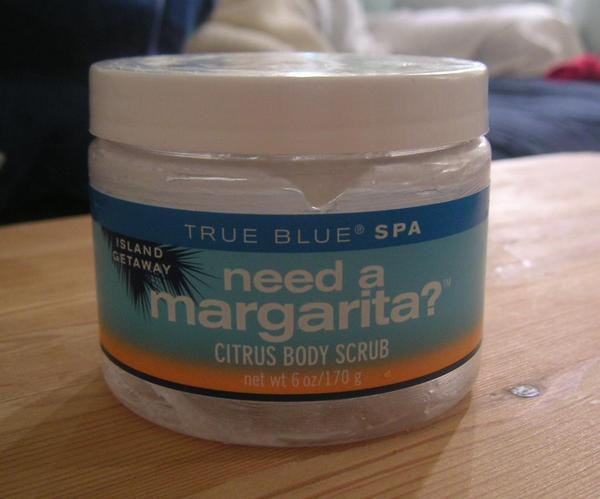 TRUE BLUE® SPA
ISLAND
GETAWAY
need a
margarita?™
CITRUS BODY SCRUB
net wt 6 oz/170 g